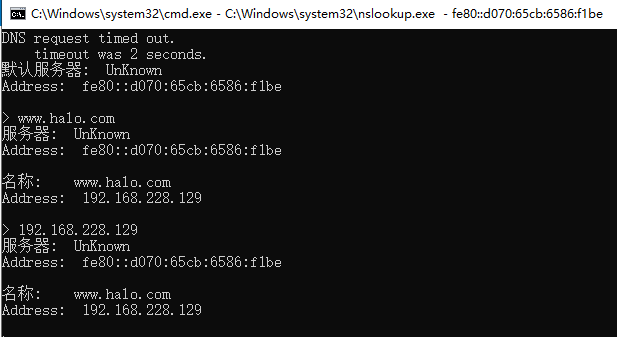 C:\Windows\system32\cmd.exe - C:\Windows\system32\nslookup.exe - fe80::d070:65cb:6586:f1be
DNS request timed out.
timeout was 2 seconds.
默认服务器: UnKnown
Address: fe80::d070:65cb:6586:f1be
> www.halo.com
服务器: UnKnown
Address: fe80::d070:65cb:6586:f1be
名称: www.halo.com
Address: 192.168.228.129
> 192.168.228.129
服务器: UnKnown
Address: fe80::d070:65cb:6586:f1be
名称: www.halo.com
Address: 192.168.228.129